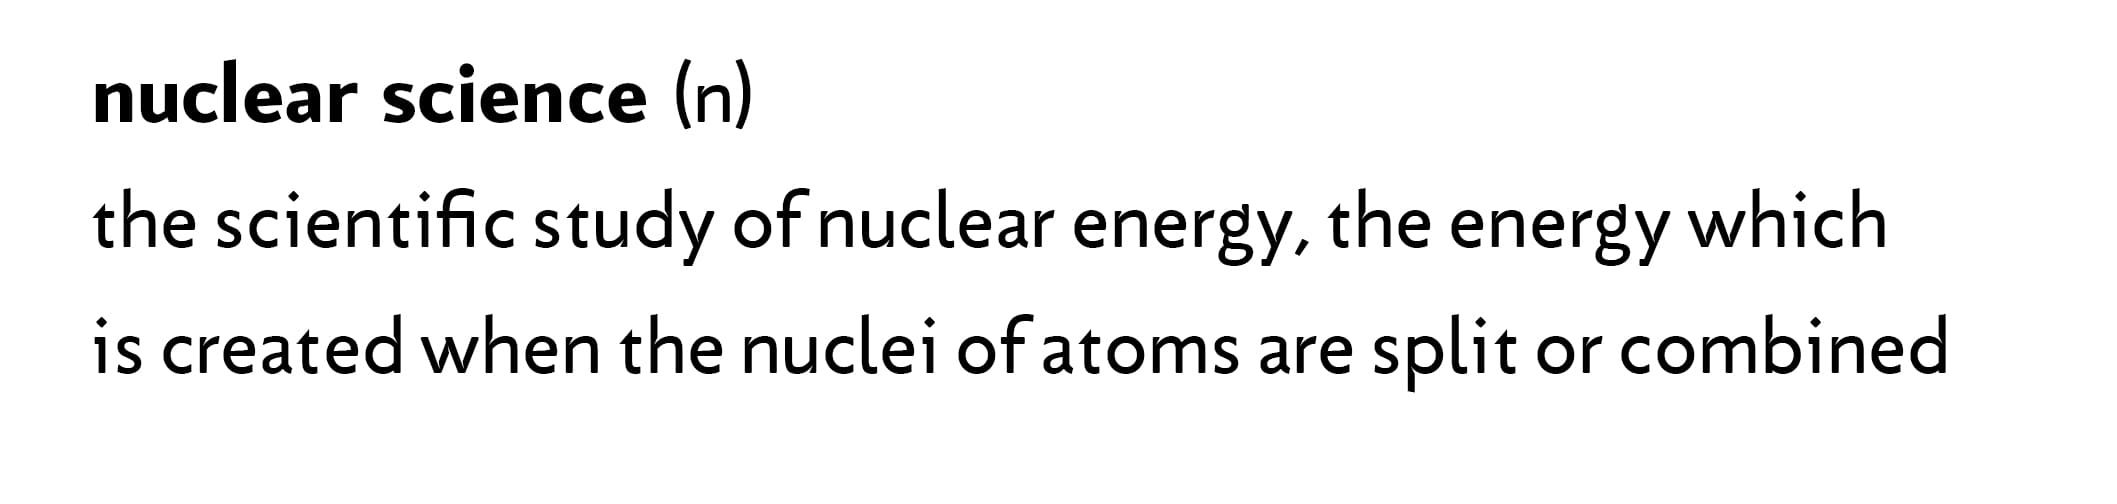 nuclear science (n)
the scientific study of nuclear energy, the energy which
is created when the nuclei of atoms are split or combined